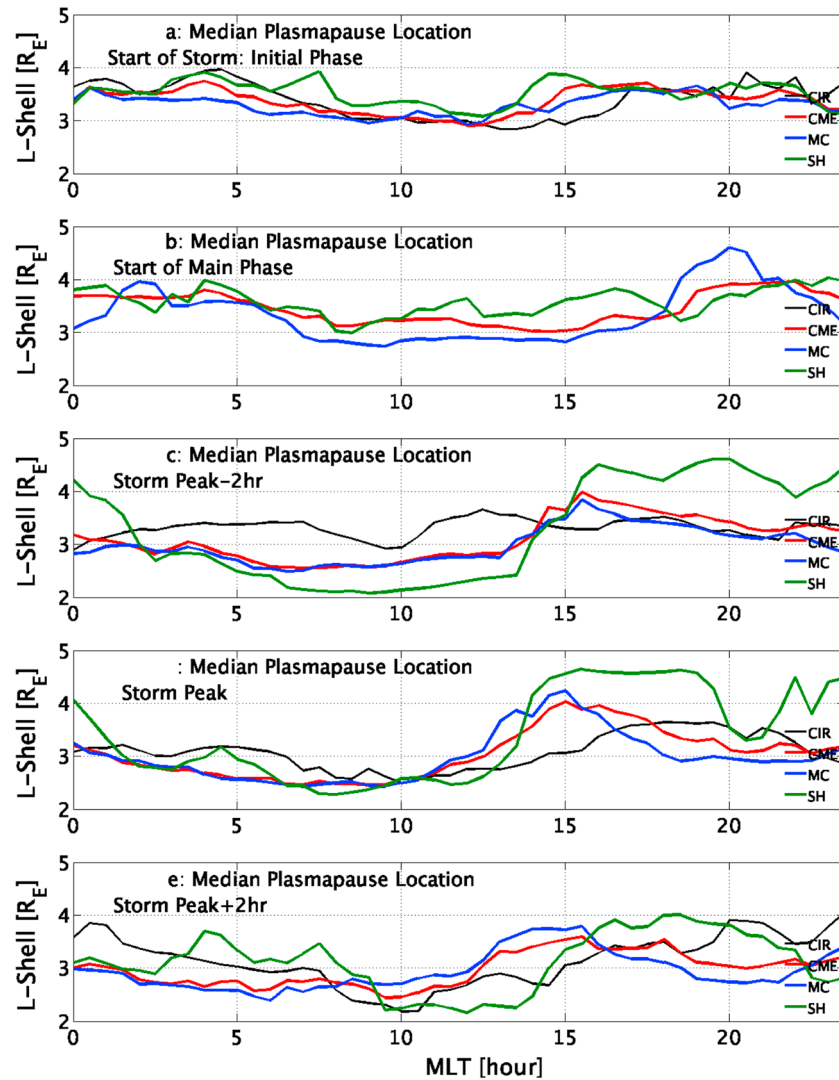 a: Median Plasmapause Location
Start of Storm: Initial Phase
L-Shell [R_E]
5
4
3
2
0 5 10 15 20
CIR
CME
MC
SH
b: Median Plasmapause Location
Start of Main Phase
L-Shell [R_E]
5
4
3
2
0 5 10 15 20
CIR
CME
MC
SH
c: Median Plasmapause Location
Storm Peak-2hr
L-Shell [R_E]
5
4
3
2
0 5 10 15 20
CIR
CME
MC
SH
: Median Plasmapause Location
Storm Peak
L-Shell [R_E]
5
4
3
2
0 5 10 15 20
CIR
CME
MC
SH
e: Median Plasmapause Location
Storm Peak+2hr
L-Shell [R_E]
5
4
3
2
0 5 10 15 20
CIR
CME
MC
SH
MLT [hour]